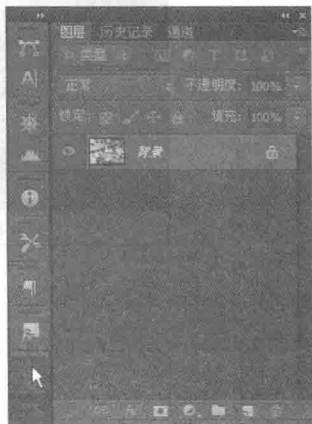 图层 历史记录 通道
类型
正常 不透明度: 100%
锁定: 填充: 100%
背景